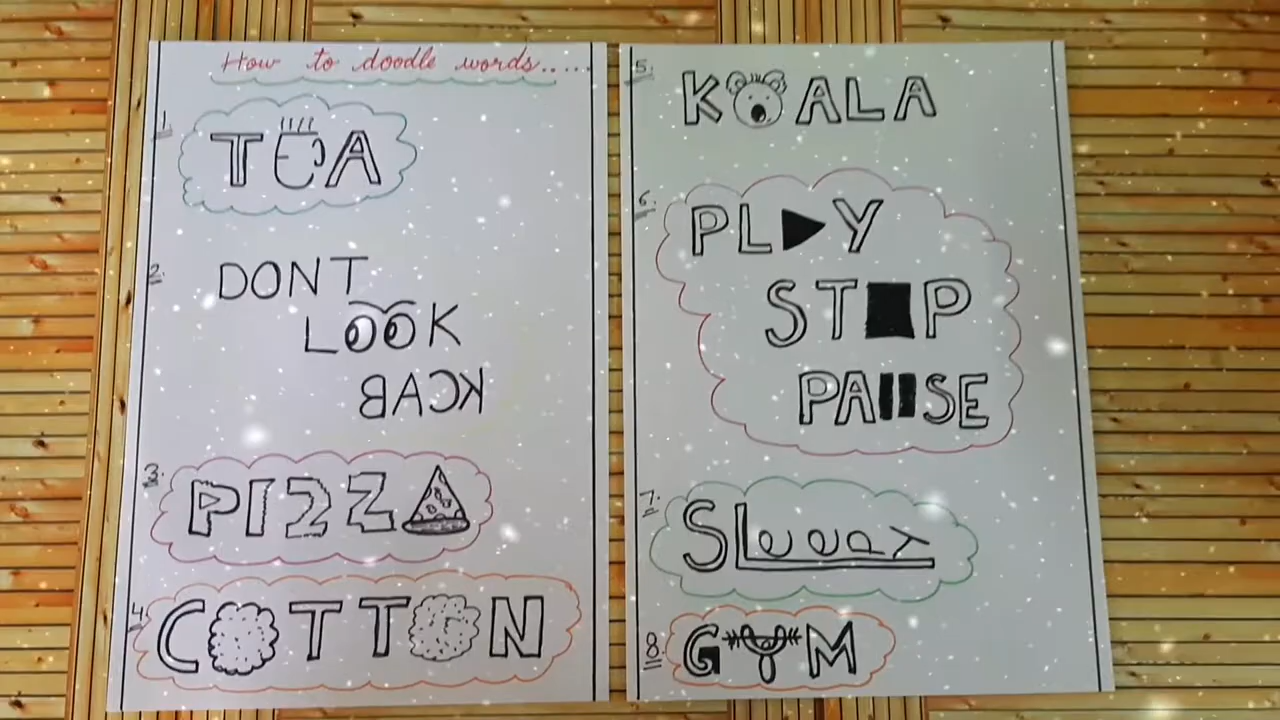 How to doodle words.....
1. TEA
2. DONT
LOOK
BACK
3. PIZZA
4. COTTON
5. KOALA
6. PLAY
STOP
PAUSE
7. SLeepy
8. GYM